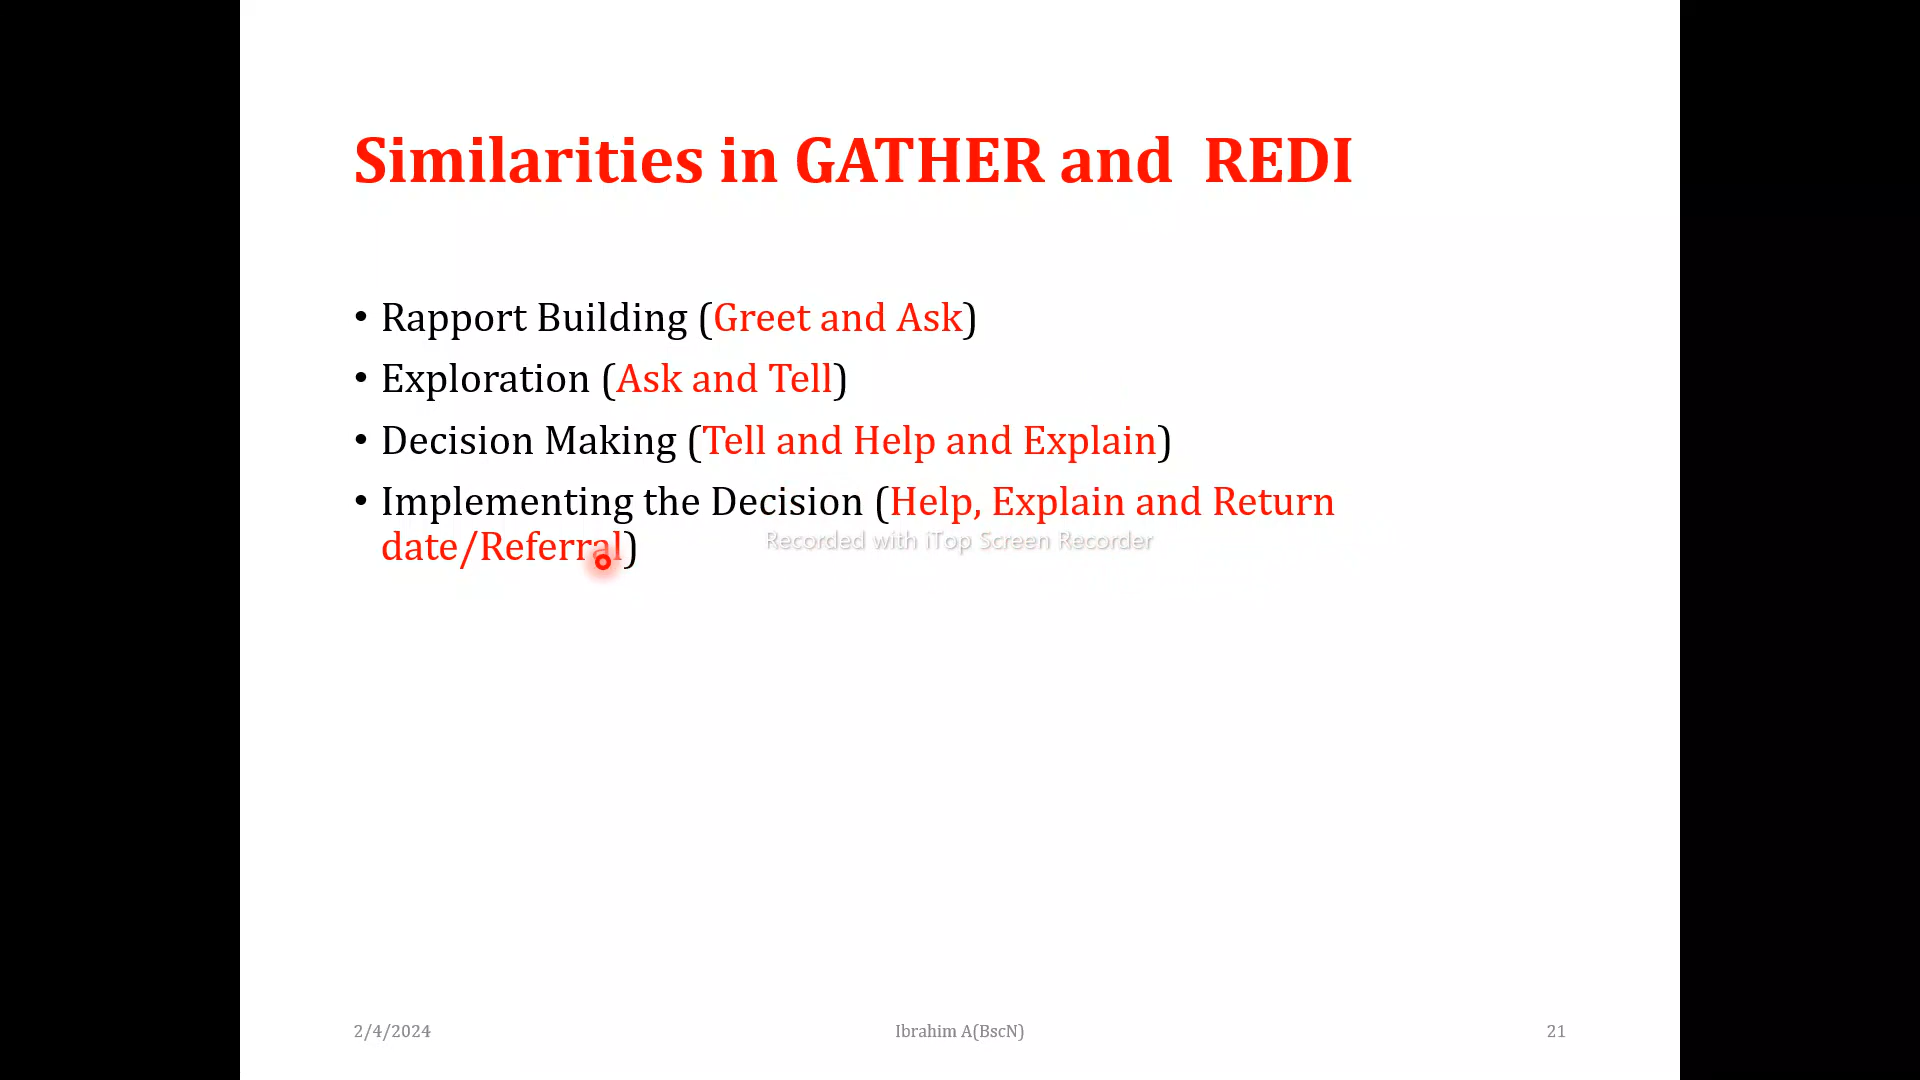 Similarities in GATHER and REDI
• Rapport Building (Greet and Ask)
• Exploration (Ask and Tell)
• Decision Making (Tell and Help and Explain)
• Implementing the Decision (Help, Explain and Return
date/Referral)
Recorded with iTop Screen Recorder
2/4/2024
Ibrahim A(BscN)
21